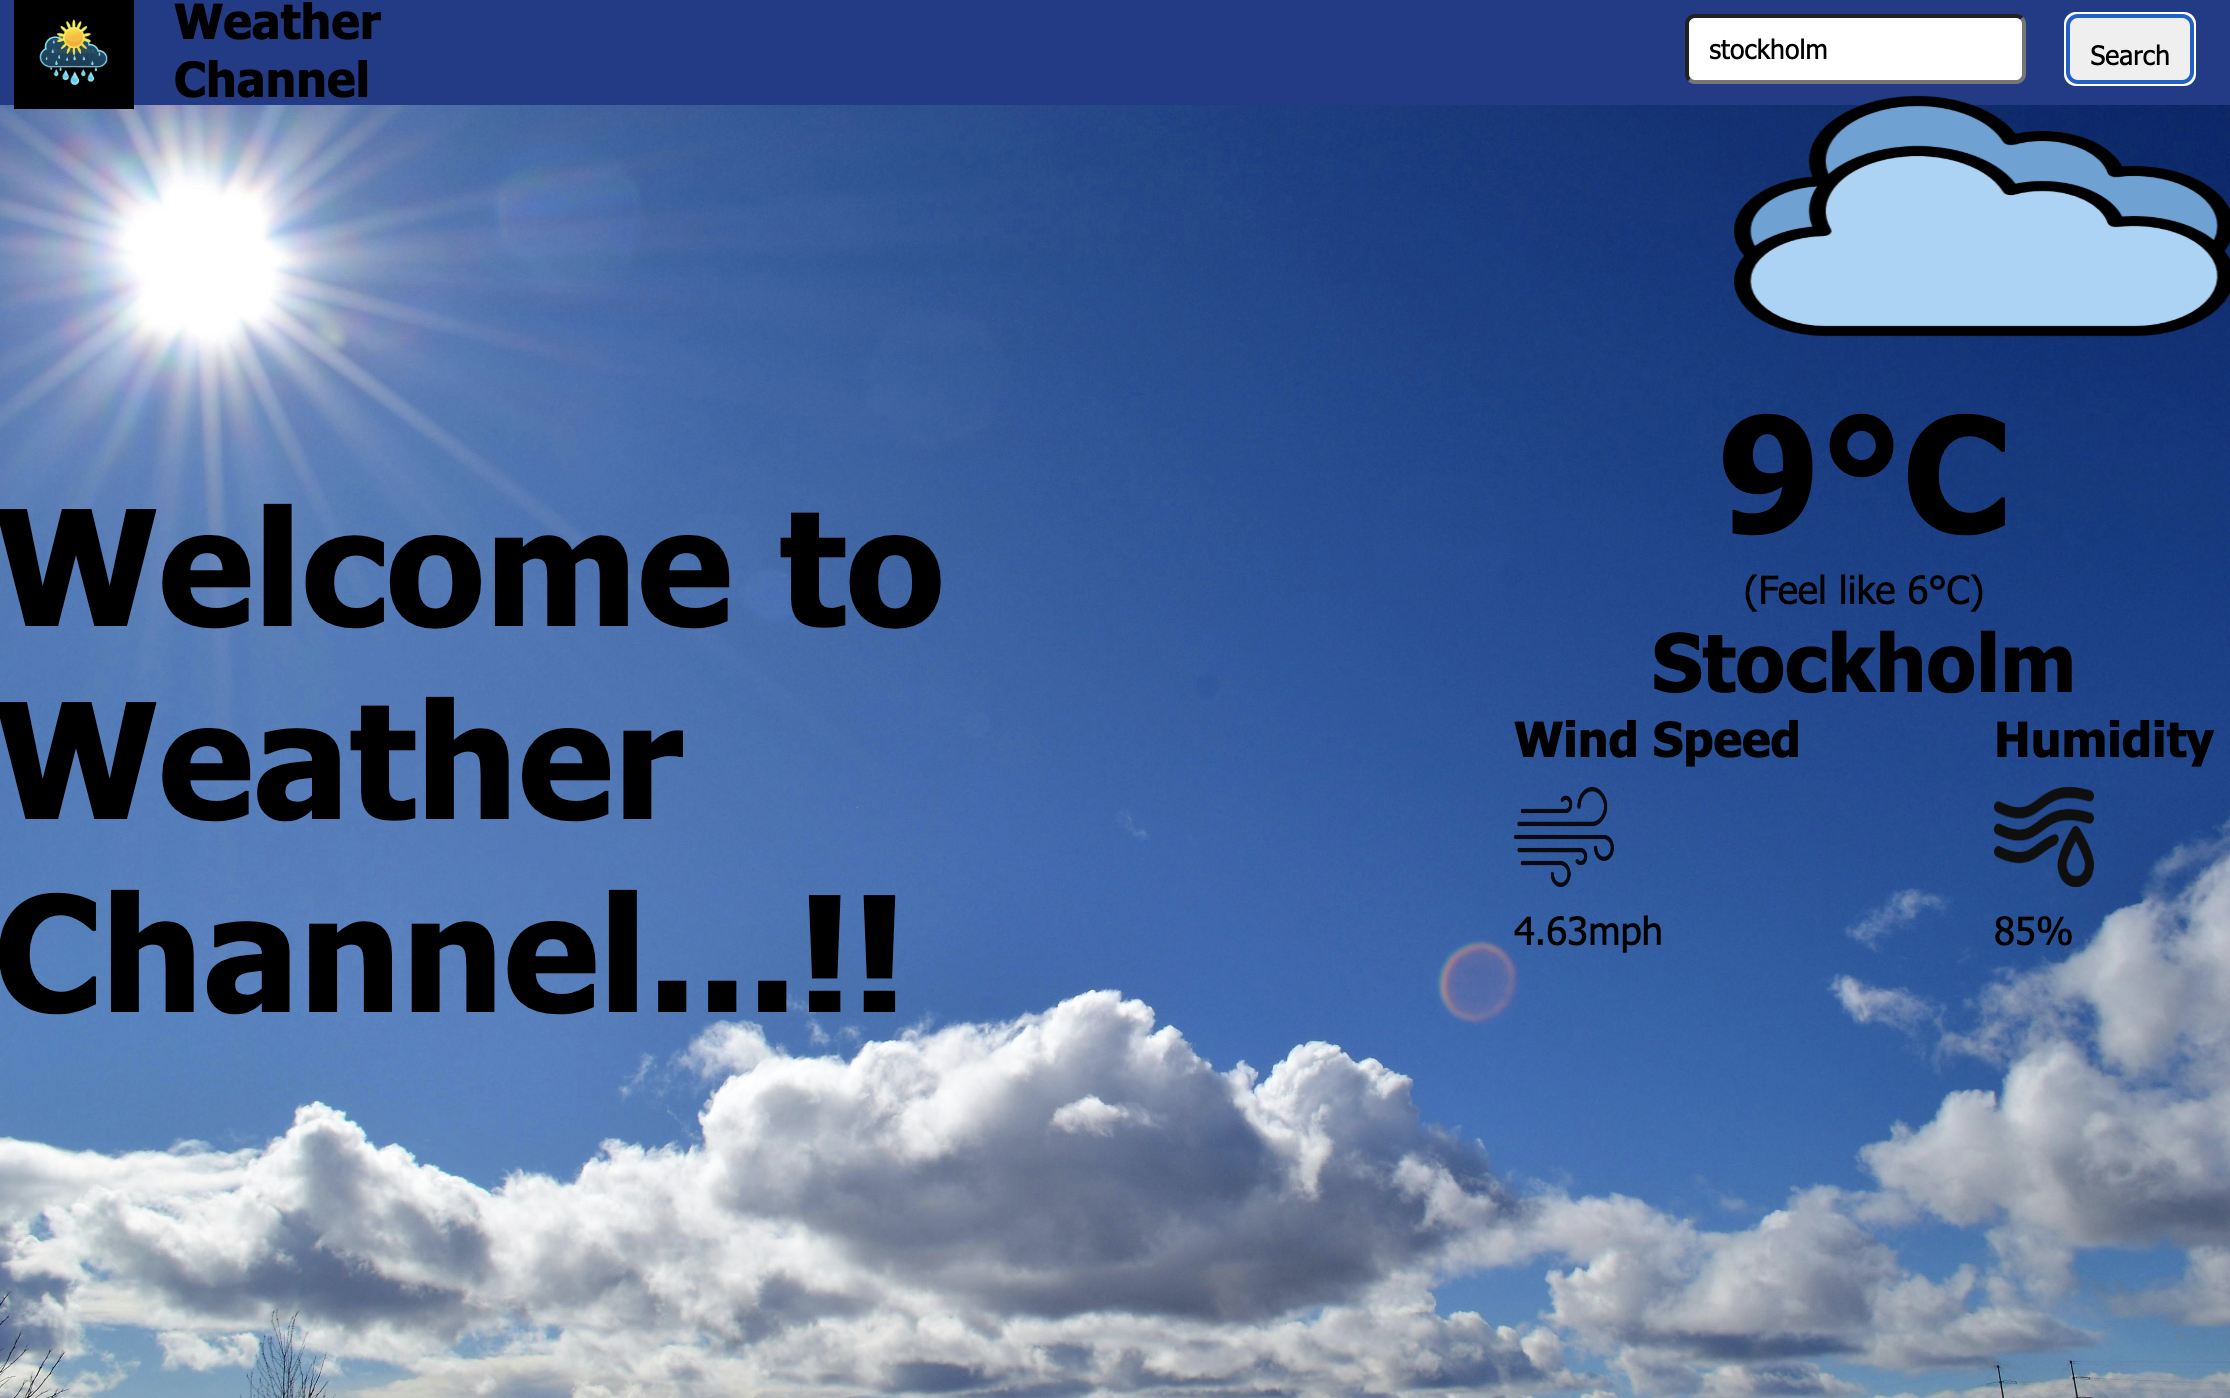 Weather
Channel
stockholm
Search
9°C
(Feel like 6°C)
Stockholm
Wind Speed
Humidity
4.63mph
85%
Welcome to
Weather
Channel...!!